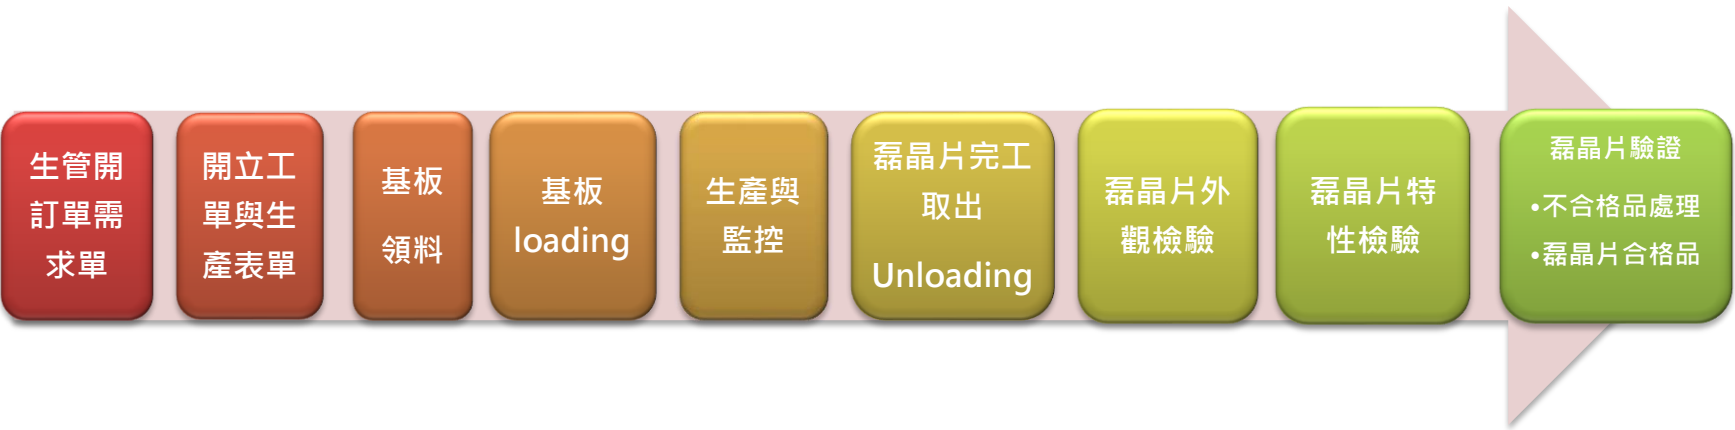 生管開
訂單需
求單
開立工
單與生
產表單
基板
領料
基板
loading
生產與
監控
磊晶片完工
取出
Unloading
磊晶片外
觀檢驗
磊晶片特
性檢驗
磊晶片驗證
•不合格品處理
•磊晶片合格品